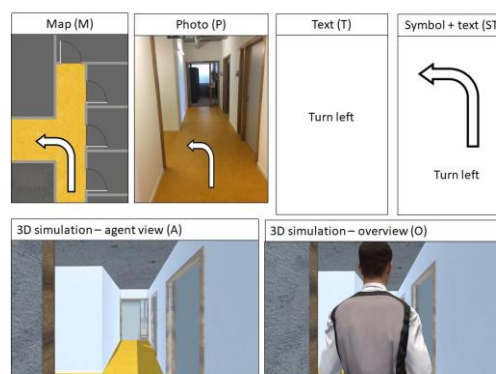 Map (M)
Photo (P)
Text (T)
Symbol + text (ST)
Turn left
Turn left
3D simulation – agent view (A)
3D simulation – overview (O)